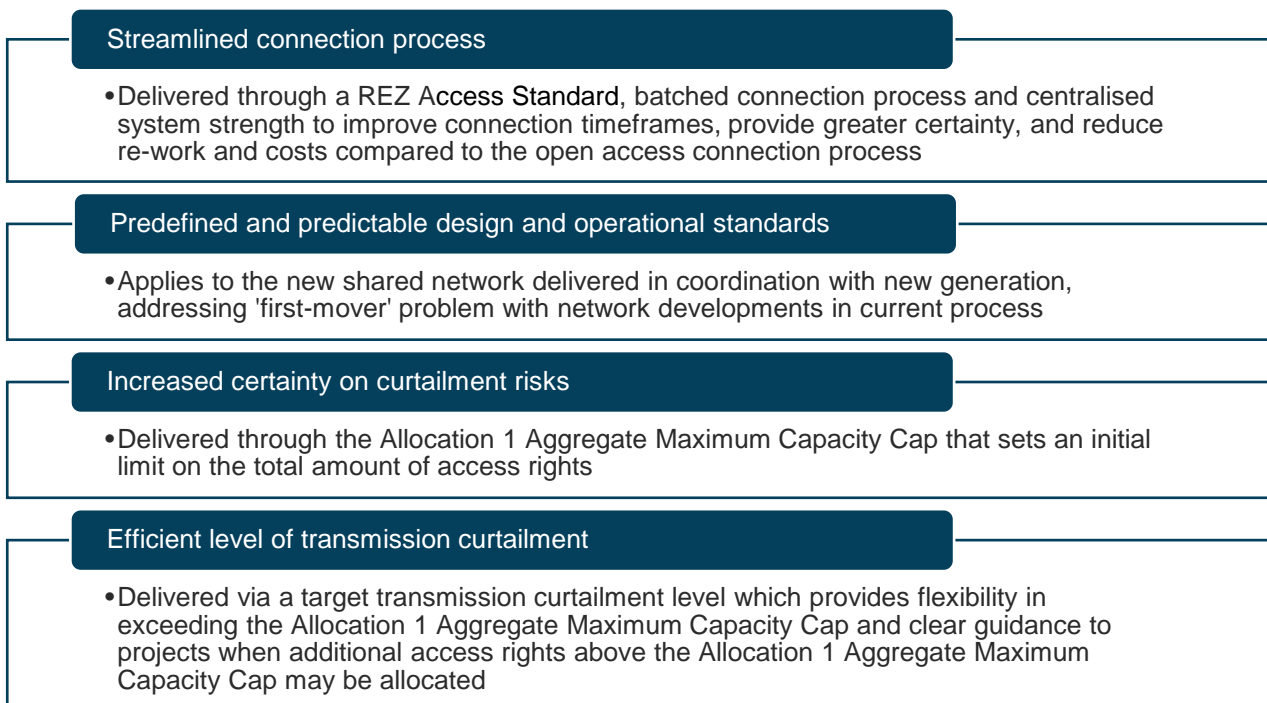 Streamlined connection process
•Delivered through a REZ Access Standard, batched connection process and centralised
system strength to improve connection timeframes, provide greater certainty, and reduce
re-work and costs compared to the open access connection process
Predefined and predictable design and operational standards
•Applies to the new shared network delivered in coordination with new generation,
addressing 'first-mover' problem with network developments in current process
Increased certainty on curtailment risks
•Delivered through the Allocation 1 Aggregate Maximum Capacity Cap that sets an initial
limit on the total amount of access rights
Efficient level of transmission curtailment
•Delivered via a target transmission curtailment level which provides flexibility in
exceeding the Allocation 1 Aggregate Maximum Capacity Cap and clear guidance to
projects when additional access rights above the Allocation 1 Aggregate Maximum
Capacity Cap may be allocated